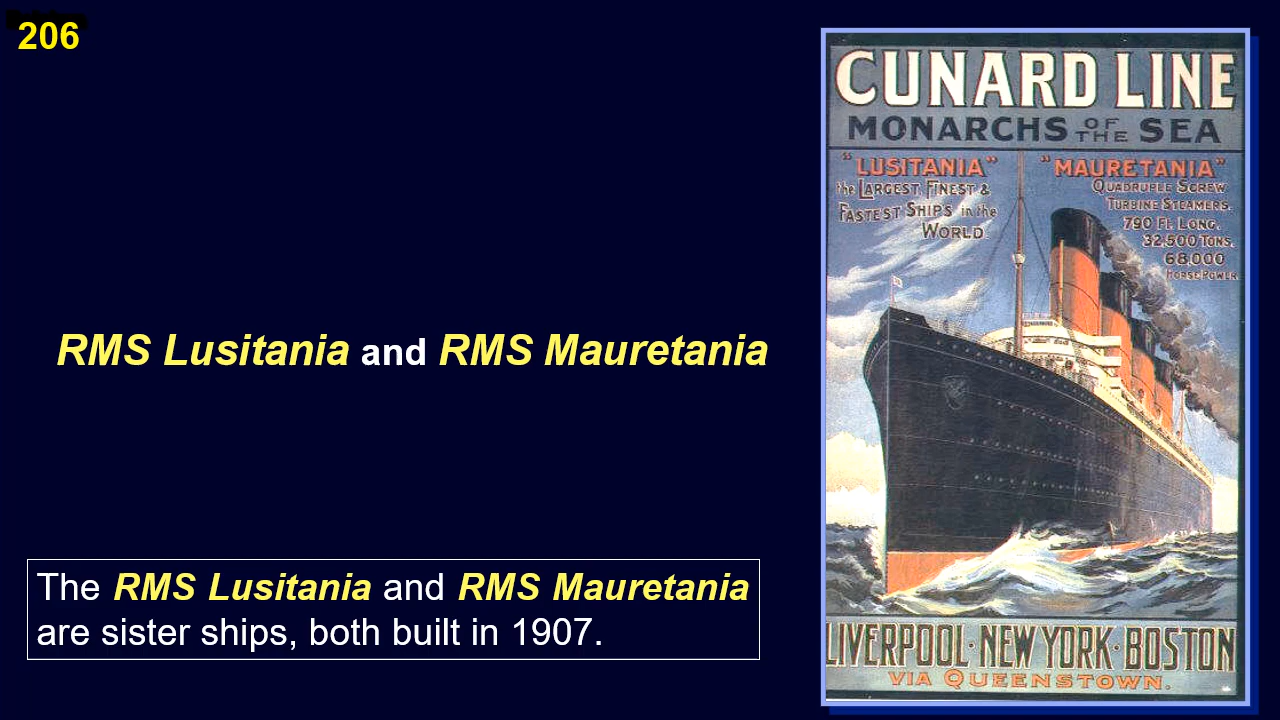 206
RMS Lusitania and RMS Mauretania
The RMS Lusitania and RMS Mauretania
are sister ships, both built in 1907.
CUNARD LINE
MONARCHS OF THE SEA
"LUSITANIA"
the LARGEST, FINEST &
FASTEST SHIPS in the
WORLD.
"MAURETANIA"
QUADRUPLE SCREW
TURBINE STEAMERS.
790 Ft. LONG.
32,500 TONS.
68,000
HORSE POWER
LIVERPOOL·NEW YORK·BOSTON
VIA QUEENSTOWN.